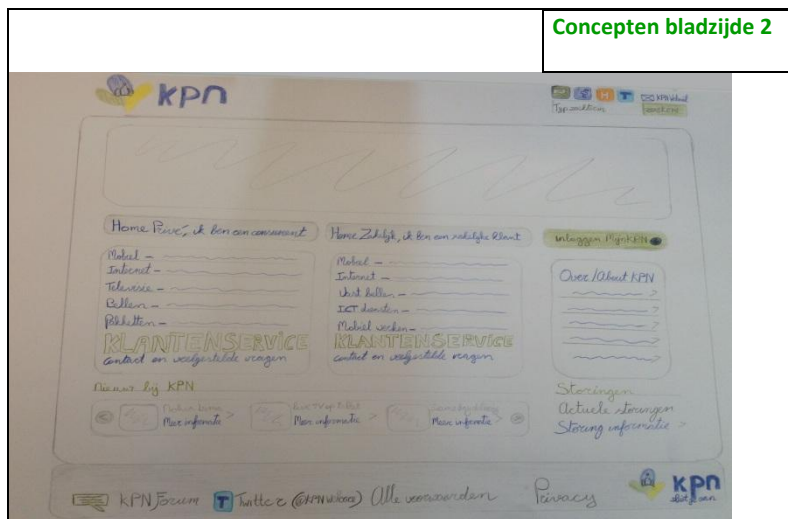 Concepten bladzijde 2
KPN
H T
KPN
zoeken
Home Privé, ik ben een consument
Home Zakelijk, ik ben een zakelijke klant
inloggen MijnKPN
Mobiel –
Internet –
Televisie –
Bellen –
Pakketten –
KLANTENSERVICE
contact en veelgestelde vragen
Mobiel –
Internet –
Vast bellen –
ICT diensten –
Mobiel werken –
KLANTENSERVICE
contact en veelgestelde vragen
Over/About KPN
Nieuw bij KPN
Meer informatie >
Meer informatie >
Meer informatie >
Storingen
Actuele storingen
Storing informatie >
KPN Forum
T Twitter (@KPNwebcare)
Alle voorwaarden
Privacy
KPN